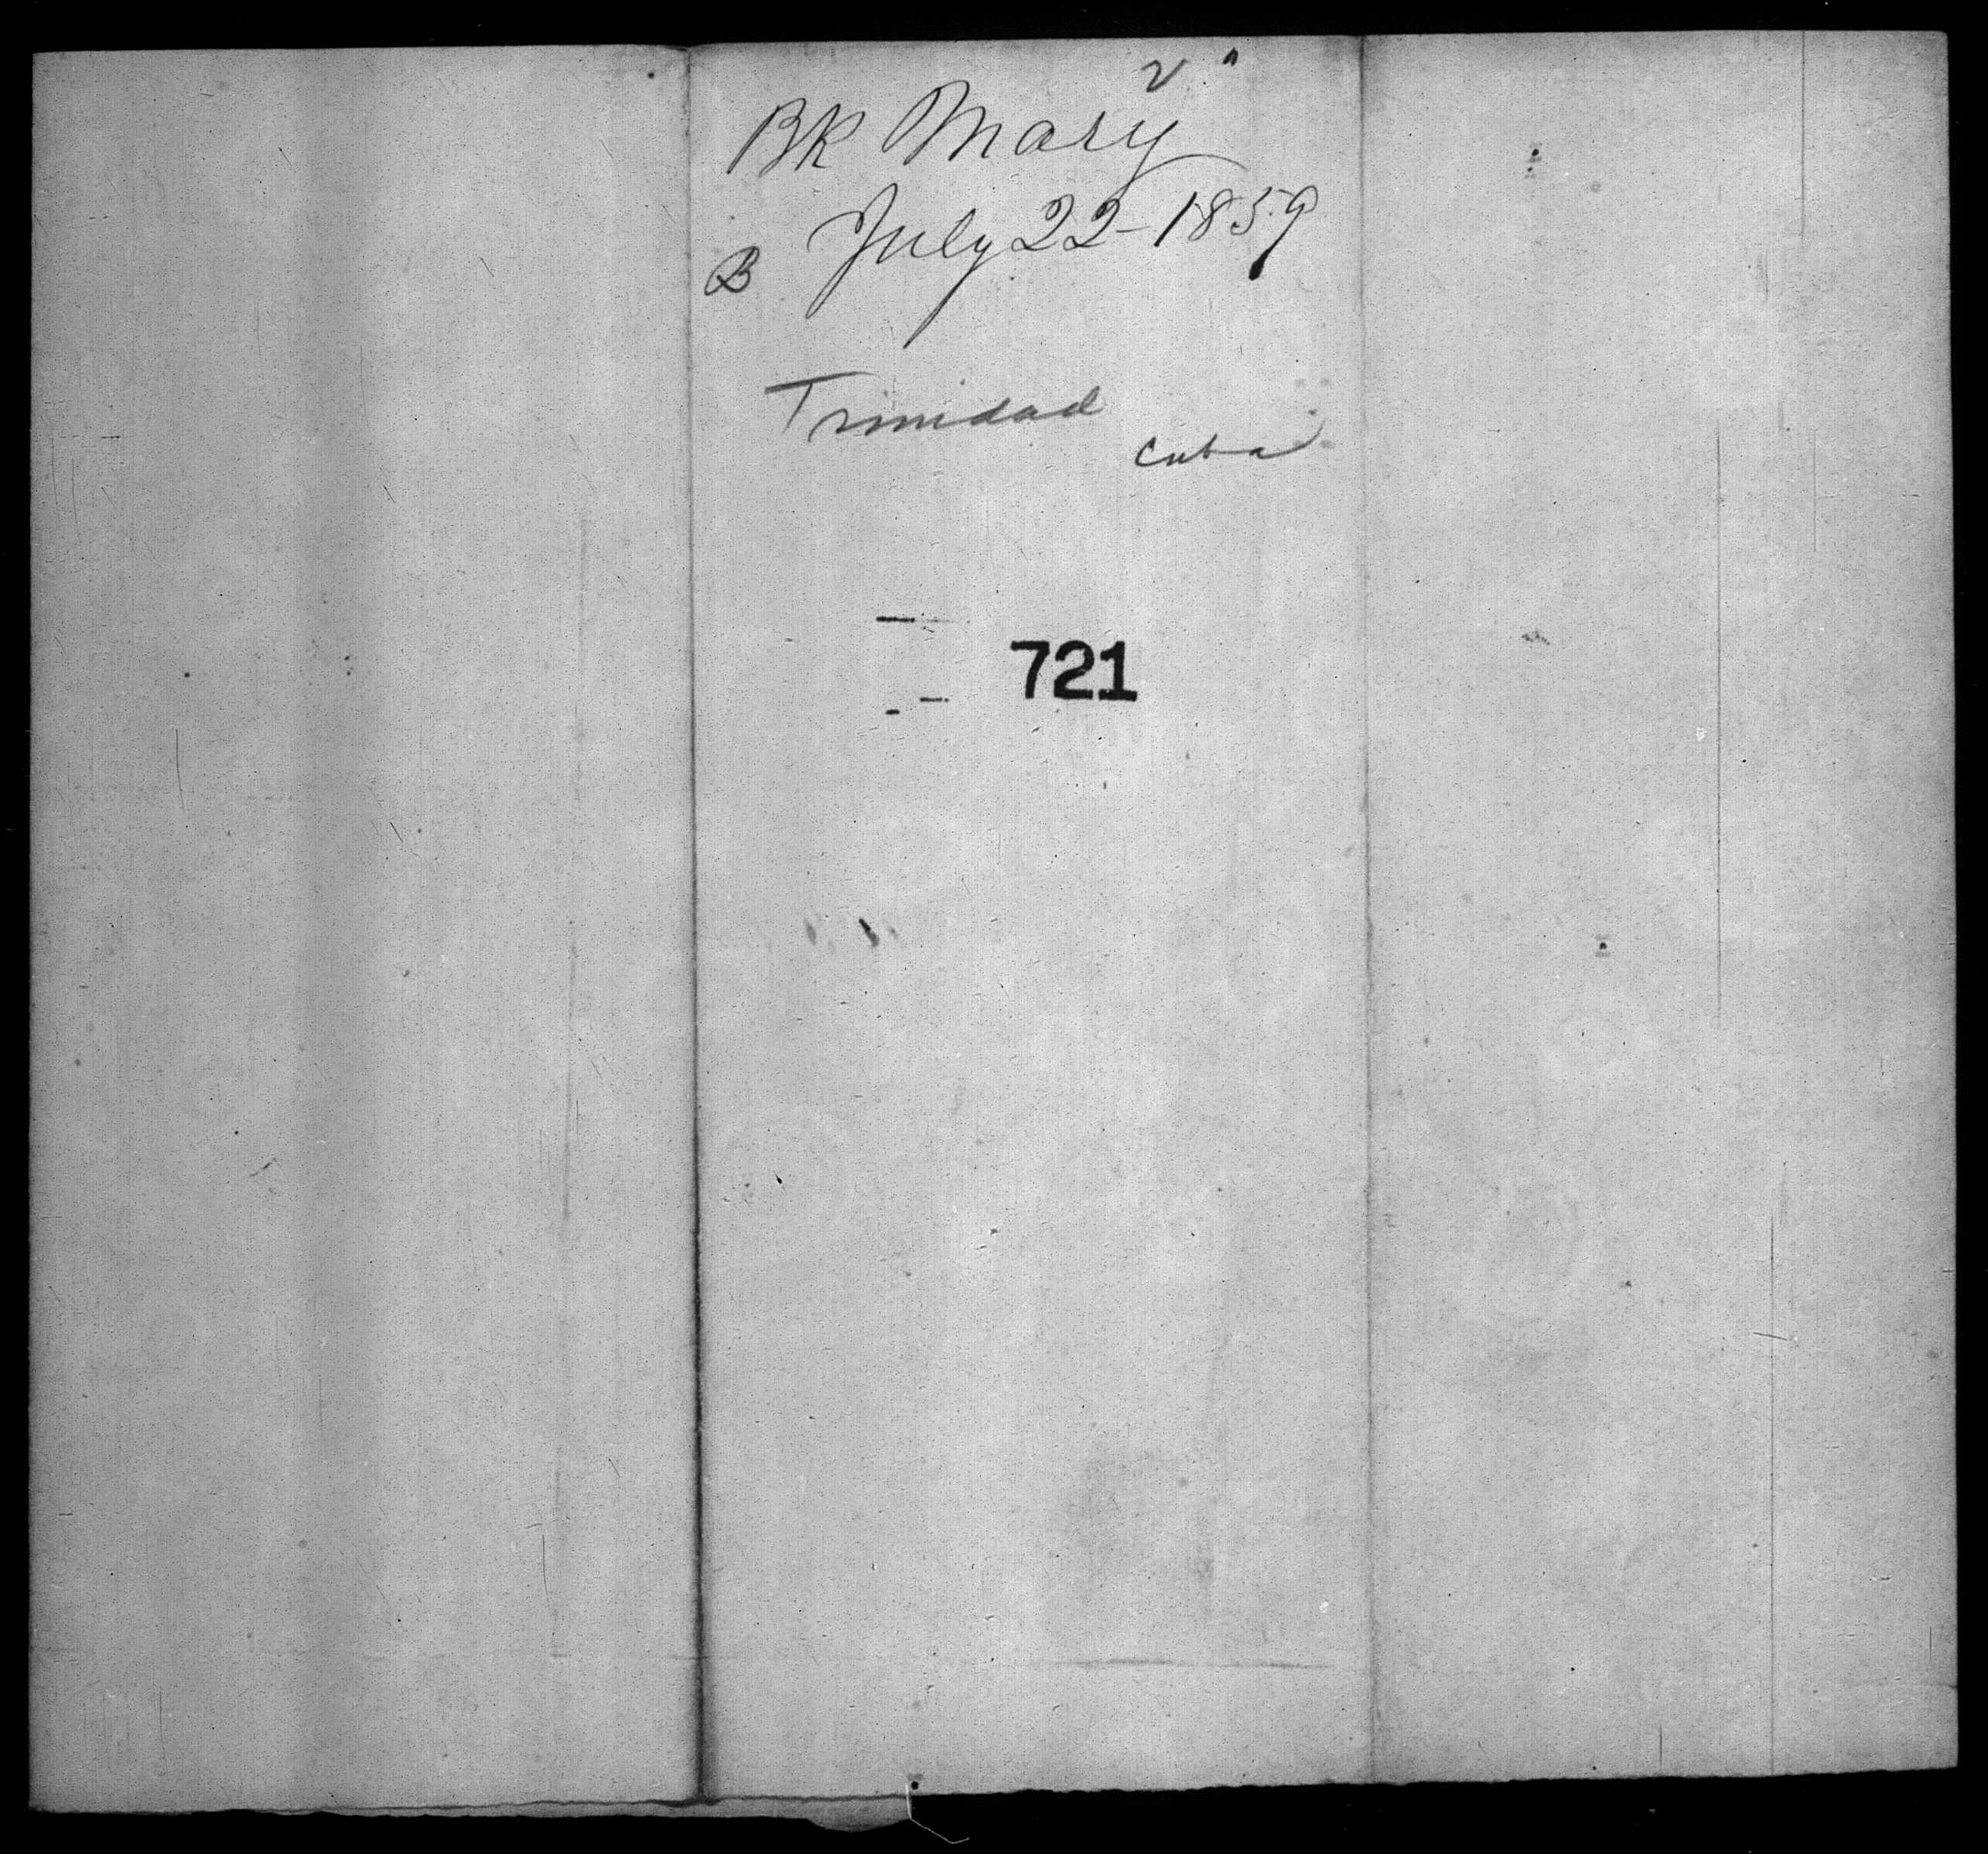 BK Mary
B July 22-1859
Trinidad
Cuba
721